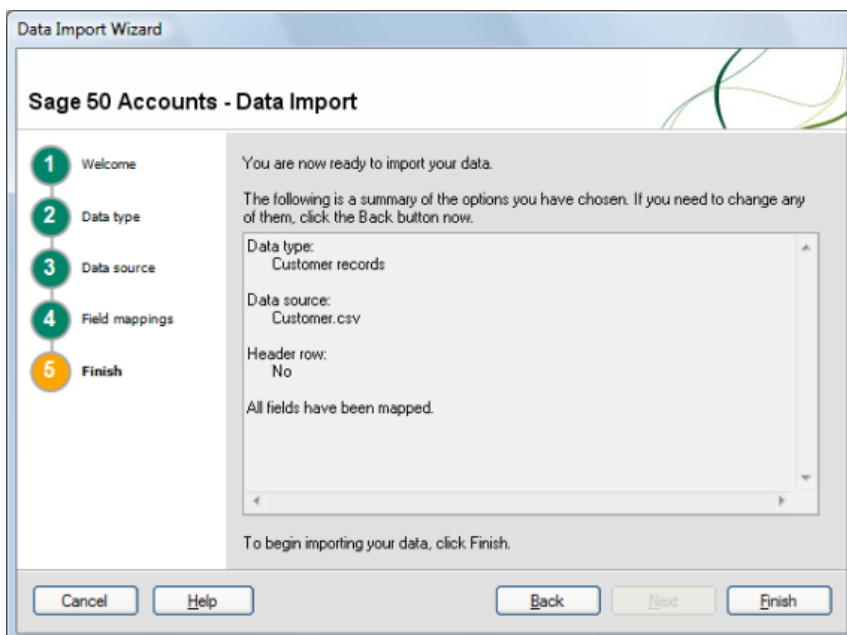 Data Import Wizard
Sage 50 Accounts - Data Import
1 Welcome
2 Data type
3 Data source
4 Field mappings
5 Finish
You are now ready to import your data.
The following is a summary of the options you have chosen. If you need to change any
of them, click the Back button now.
Data type:
Customer records
Data source:
Customer.csv
Header row:
No
All fields have been mapped.
To begin importing your data, click Finish.
Cancel
Help
Back
Next
Finish